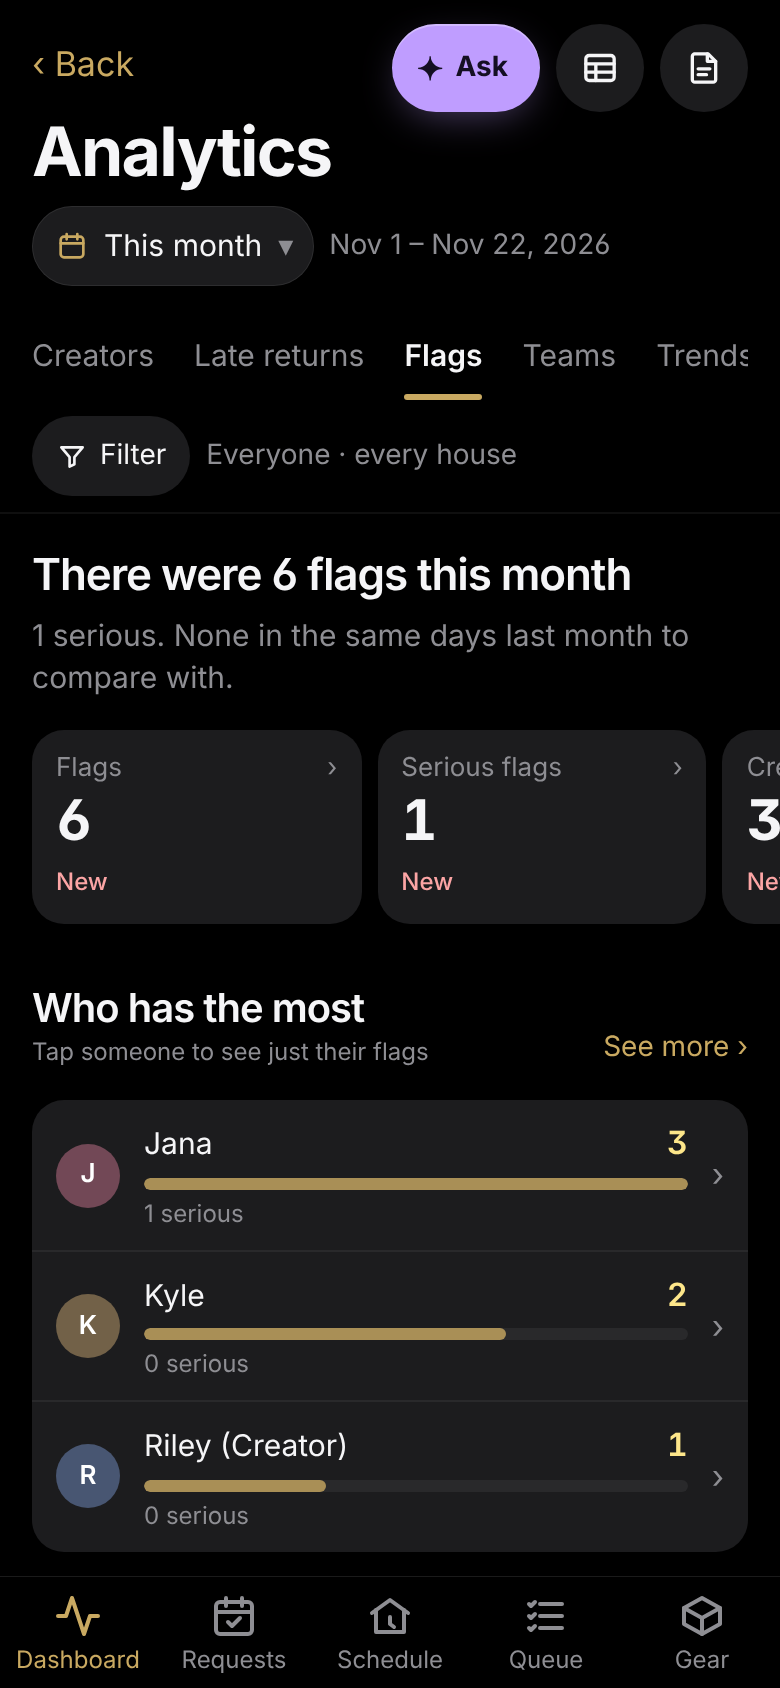 ‹ Back
Ask
Analytics
This month ▾
Nov 1 – Nov 22, 2026
Creators
Late returns
Flags
Teams
Trends
Filter
Everyone · every house
There were 6 flags this month
1 serious. None in the same days last month to
compare with.
Flags ›
6
New
Serious flags ›
1
New
3
Who has the most
Tap someone to see just their flags
See more ›
J
Jana
3
1 serious
›
K
Kyle
2
0 serious
›
R
Riley (Creator)
1
0 serious
›
Dashboard
Requests
Schedule
Queue
Gear